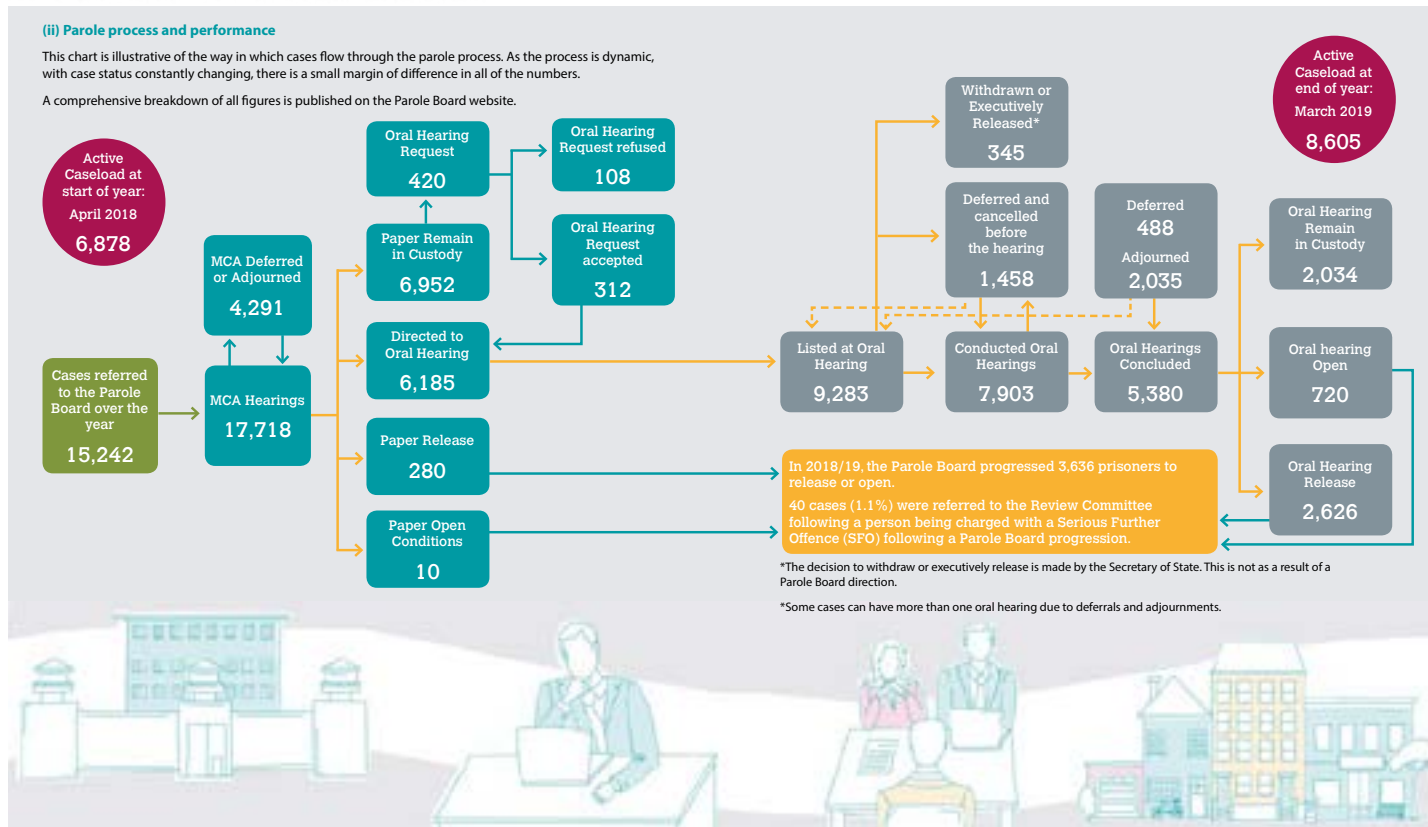 (ii) Parole process and performance
This chart is illustrative of the way in which cases flow through the parole process. As the process is dynamic,
with case status constantly changing, there is a small margin of difference in all of the numbers.
A comprehensive breakdown of all figures is published on the Parole Board website.
Active
Caseload at
start of year:
April 2018
6,878
Cases referred
to the Parole
Board over the
year
15,242
MCA Deferred
or Adjourned
4,291
MCA Hearings
17,718
Oral Hearing
Request
420
Oral Hearing
Request refused
108
Oral Hearing
Request
accepted
312
Paper Remain
in Custody
6,952
Directed to
Oral Hearing
6,185
Paper Release
280
Paper Open
Conditions
10
Withdrawn or
Executively
Released*
345
Deferred and
cancelled
before
the hearing
1,458
Deferred
488
Adjourned
2,035
Listed at Oral
Hearing
9,283
Conducted Oral
Hearings
7,903
Oral Hearings
Concluded
5,380
Active
Caseload at
end of year:
March 2019
8,605
Oral Hearing
Remain
in Custody
2,034
Oral hearing
Open
720
Oral Hearing
Release
2,626
In 2018/19, the Parole Board progressed 3,636 prisoners to
release or open.
40 cases (1.1%) were referred to the Review Committee
following a person being charged with a Serious Further
Offence (SFO) following a Parole Board progression.
*The decision to withdraw or executively release is made by the Secretary of State. This is not as a result of a
Parole Board direction.
*Some cases can have more than one oral hearing due to deferrals and adjournments.